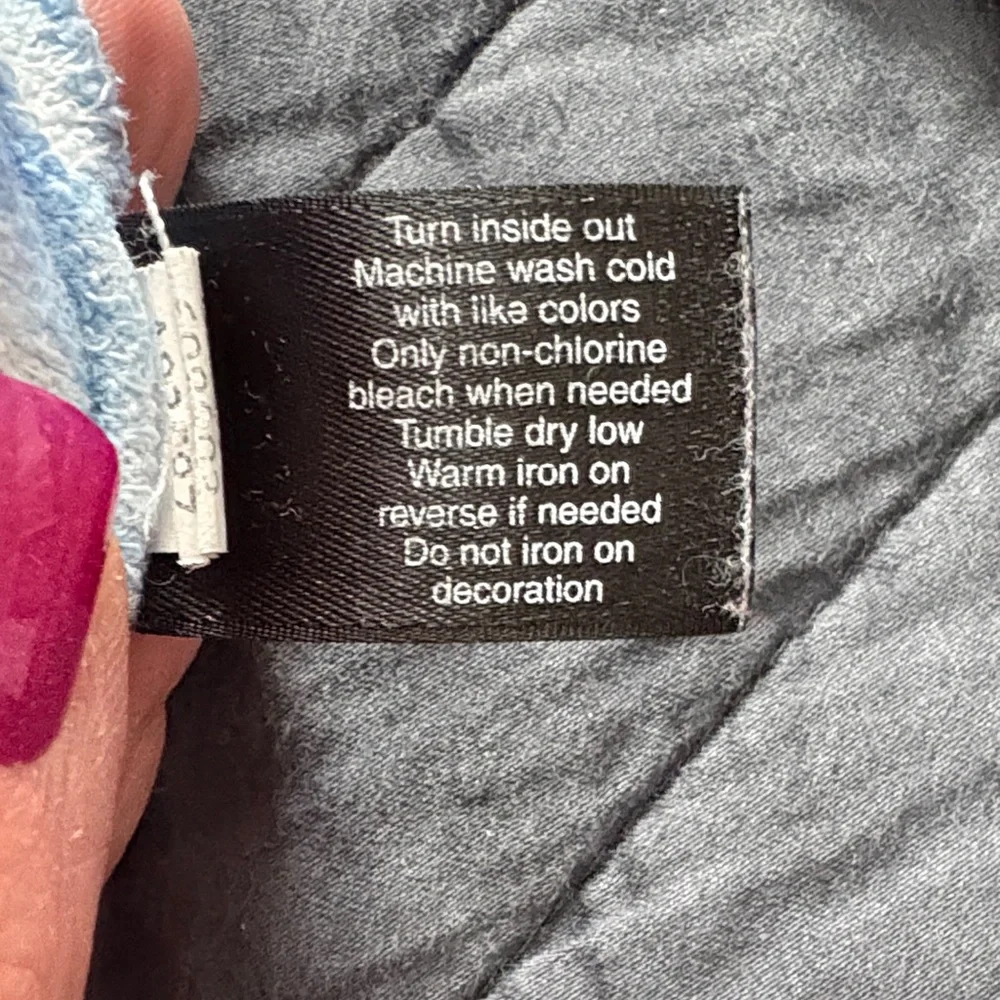 Turn inside out
Machine wash cold
with like colors
Only non-chlorine
bleach when needed
Tumble dry low
Warm iron on
reverse if needed
Do not iron on
decoration